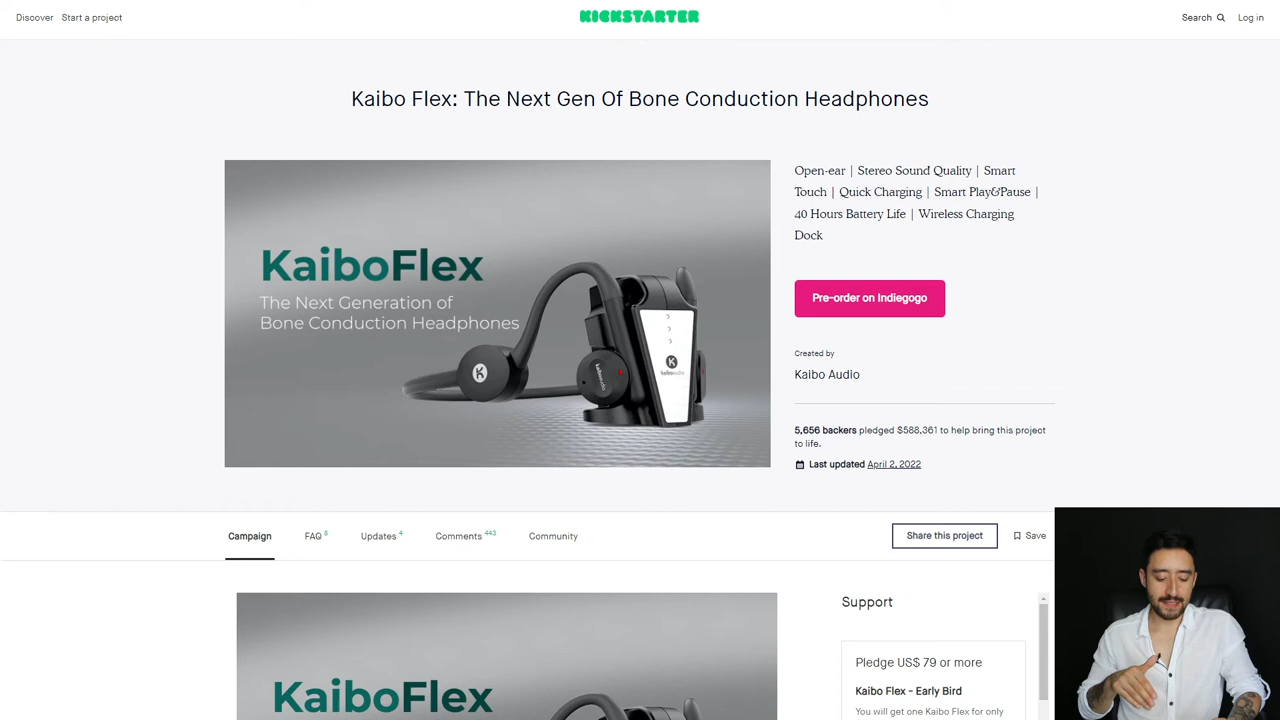 Discover Start a project
KICKSTARTER
Search
Log in
Kaibo Flex: The Next Gen Of Bone Conduction Headphones
KaiboFlex
The Next Generation of
Bone Conduction Headphones
K
kaiboaudio
K
kaiboaudio
Open-ear | Stereo Sound Quality | Smart
Touch | Quick Charging | Smart Play&Pause |
40 Hours Battery Life | Wireless Charging
Dock
Pre-order on Indiegogo
Created by
Kaibo Audio
5,656 backers pledged $588,361 to help bring this project
to life.
Last updated April 2, 2022
Campaign
FAQ 8
Updates 4
Comments 443
Community
Share this project
Save
KaiboFlex
Support
Pledge US$ 79 or more
Kaibo Flex - Early Bird
You will get one Kaibo Flex for only